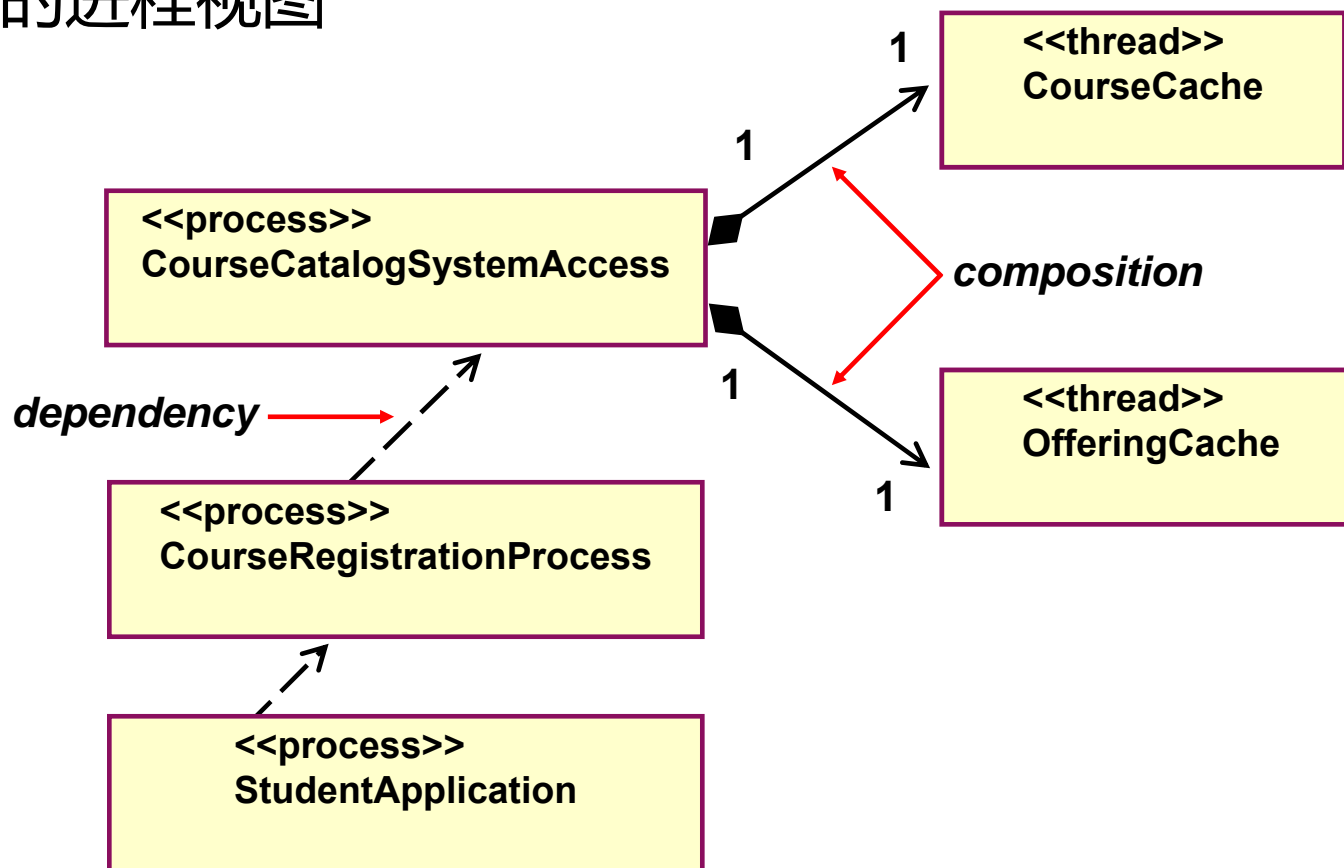 的进程视图
1
<<thread>>
CourseCache
1
<<process>>
CourseCatalogSystemAccess
composition
1
dependency
<<thread>>
OfferingCache
1
<<process>>
CourseRegistrationProcess
<<process>>
StudentApplication